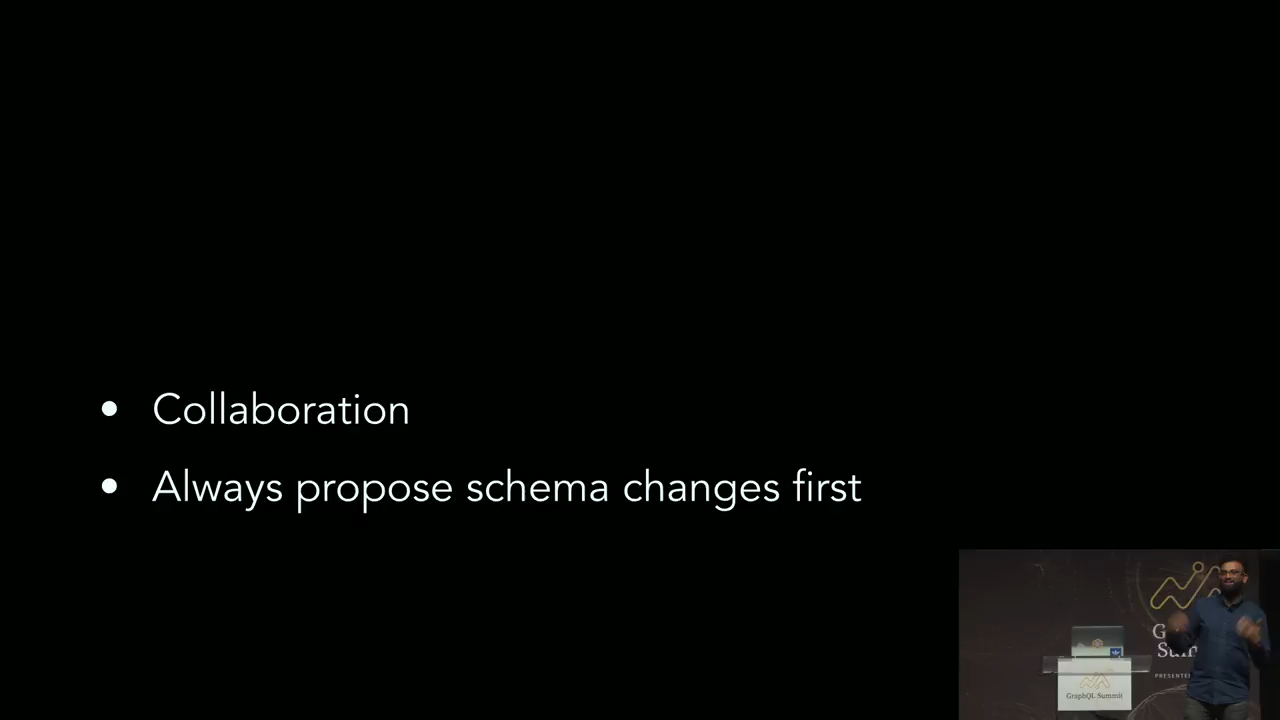 • Collaboration
• Always propose schema changes first
GraphQL Summit